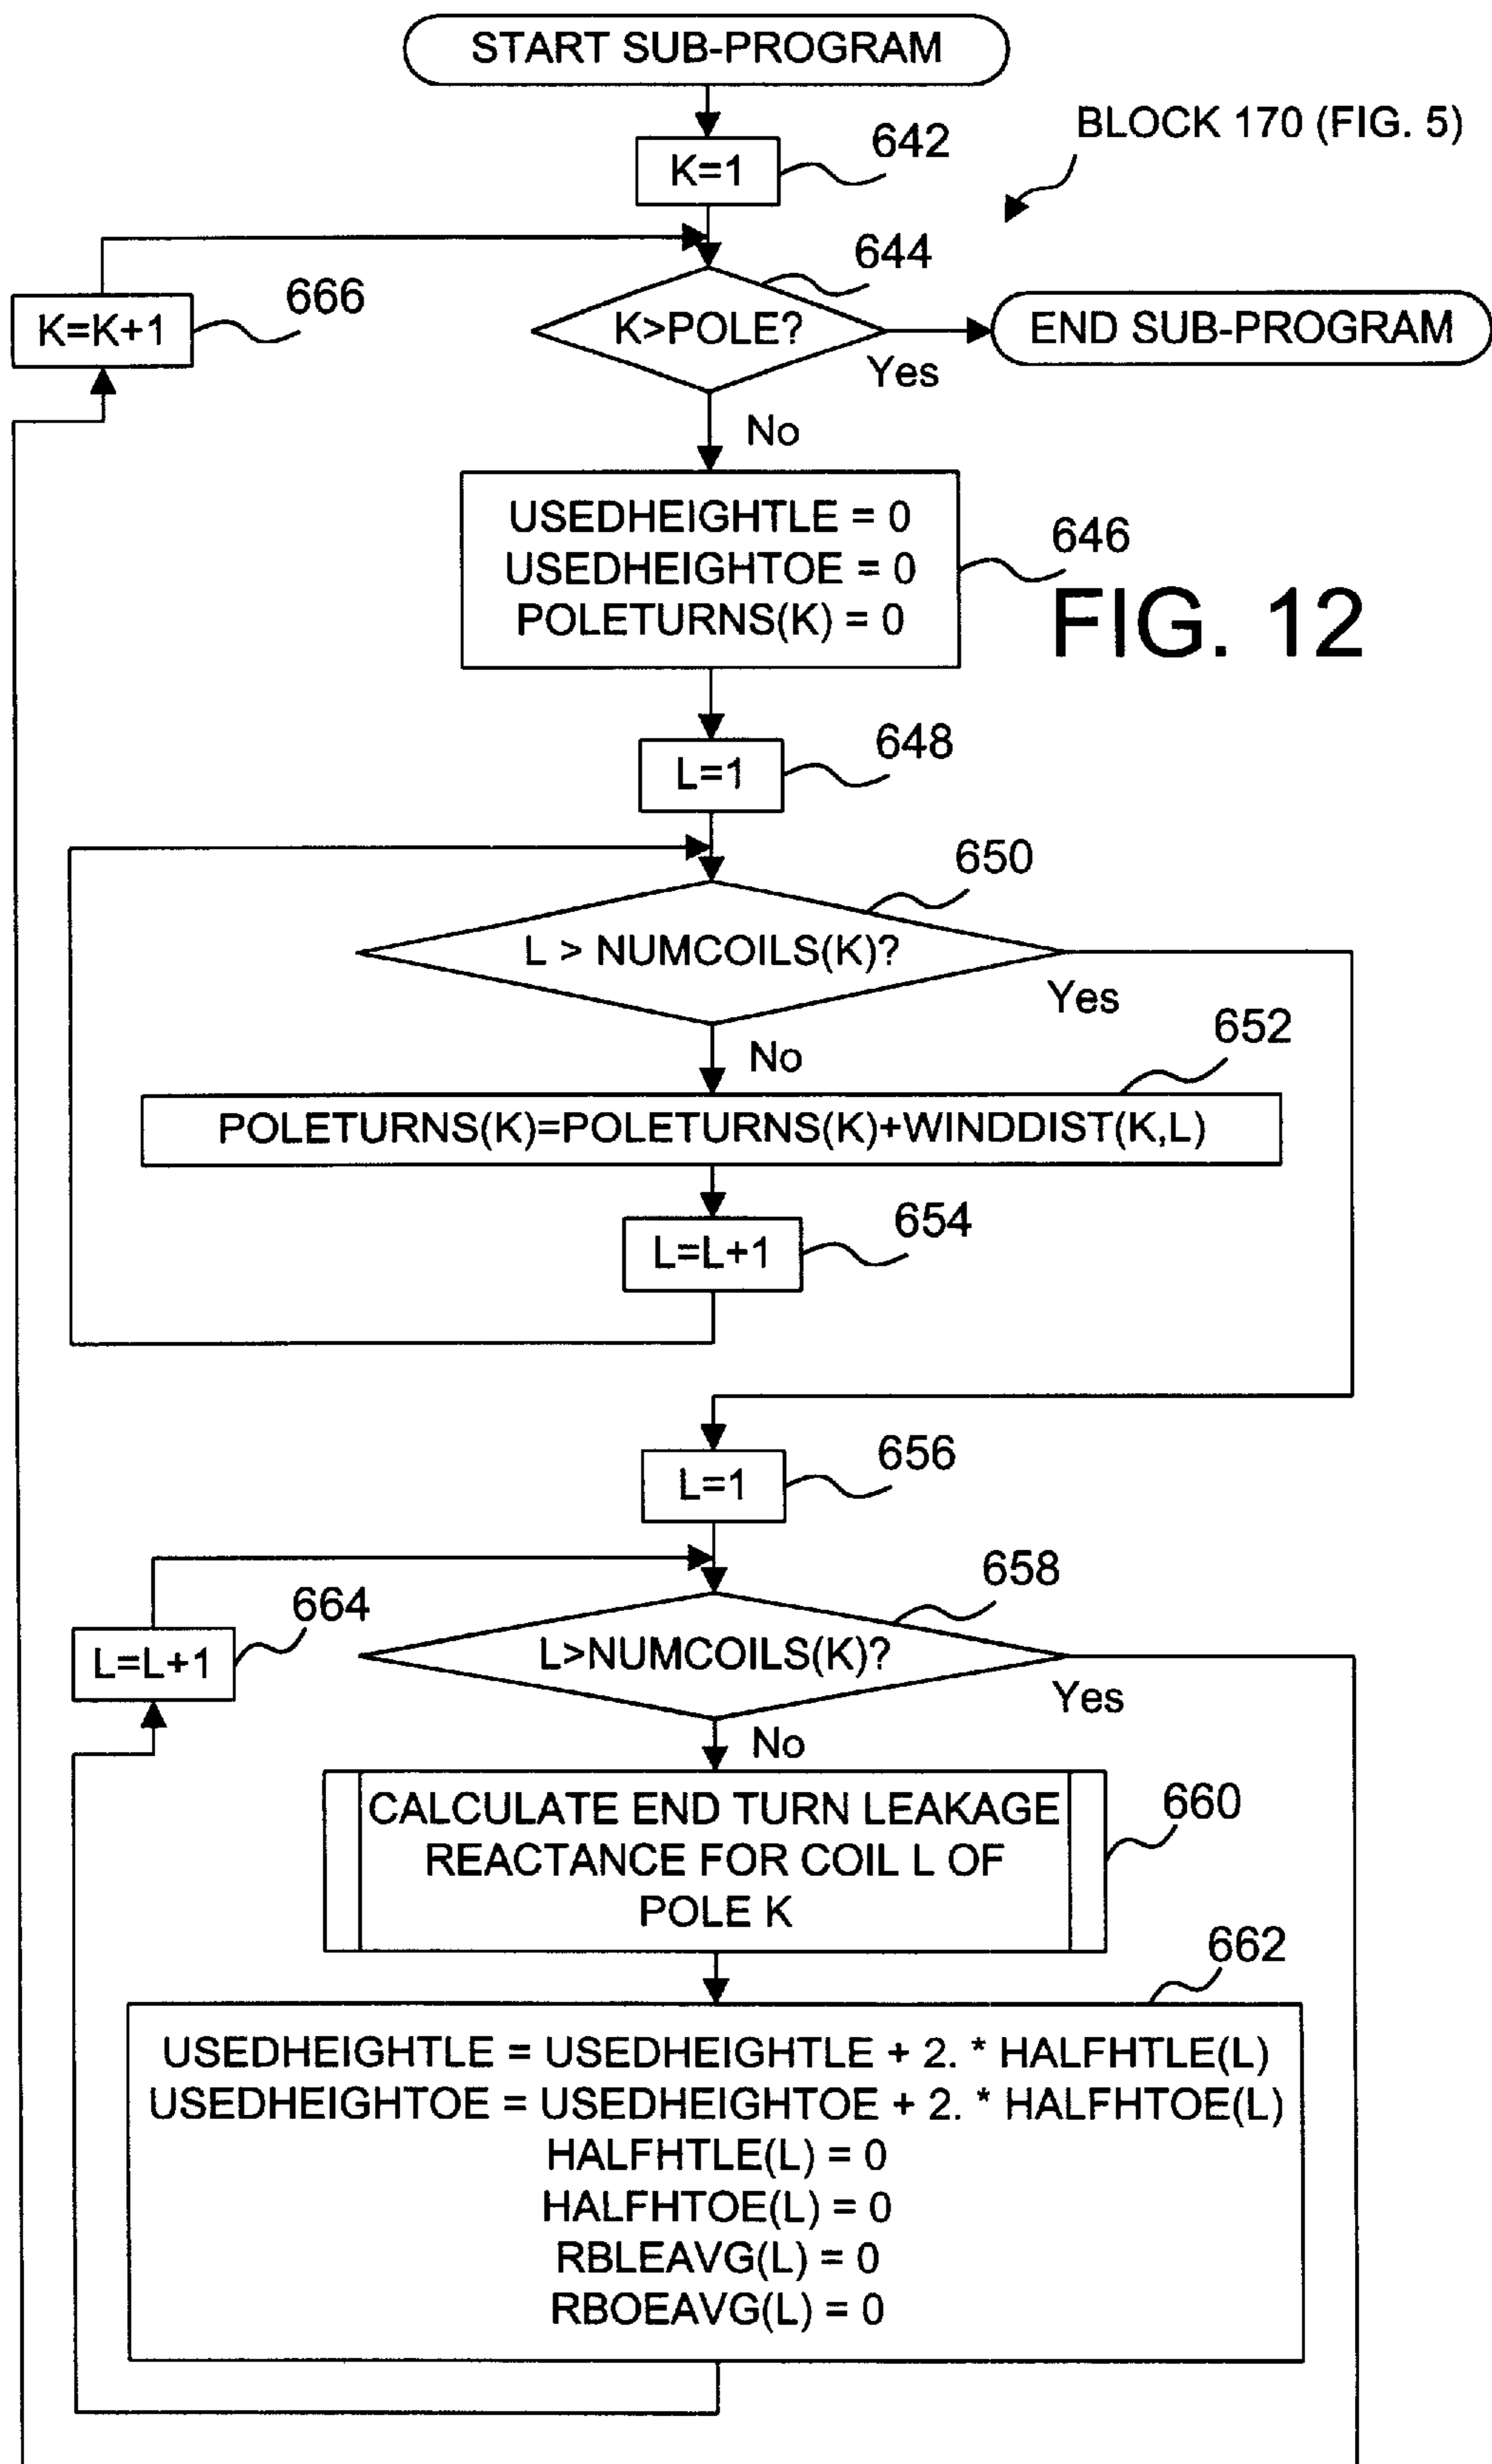 START SUB-PROGRAM
BLOCK 170 (FIG. 5)
642
K=1
644
666
K=K+1
K>POLE?
END SUB-PROGRAM
Yes
No
USEDHEIGHTLE = 0
USEDHEIGHTOE = 0
POLETURNS(K) = 0
646
FIG. 12
648
L=1
650
L > NUMCOILS(K)?
Yes
652
No
POLETURNS(K)=POLETURNS(K)+WINDDIST(K,L)
654
L=L+1
656
L=1
658
664
L=L+1
L>NUMCOILS(K)?
Yes
No
CALCULATE END TURN LEAKAGE
REACTANCE FOR COIL L OF
POLE K
660
662
USEDHEIGHTLE = USEDHEIGHTLE + 2. * HALFHTLE(L)
USEDHEIGHTOE = USEDHEIGHTOE + 2. * HALFHTOE(L)
HALFHTLE(L) = 0
HALFHTOE(L) = 0
RBLEAVG(L) = 0
RBOEAVG(L) = 0